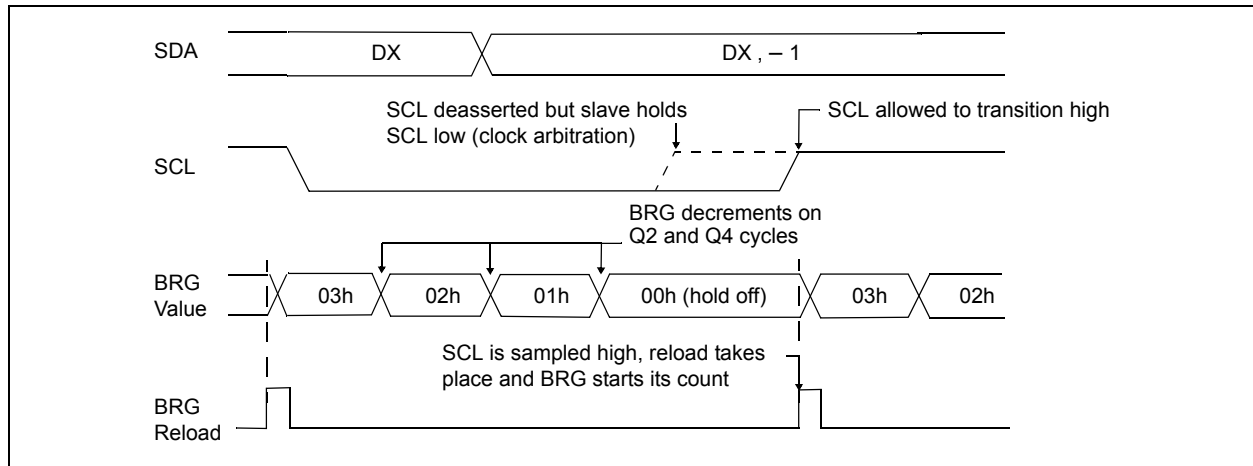 SDA
DX
DX , – 1
SCL deasserted but slave holds
SCL low (clock arbitration)
SCL allowed to transition high
SCL
BRG decrements on
Q2 and Q4 cycles
BRG
Value
03h
02h
01h
00h (hold off)
03h
02h
SCL is sampled high, reload takes
place and BRG starts its count
BRG
Reload